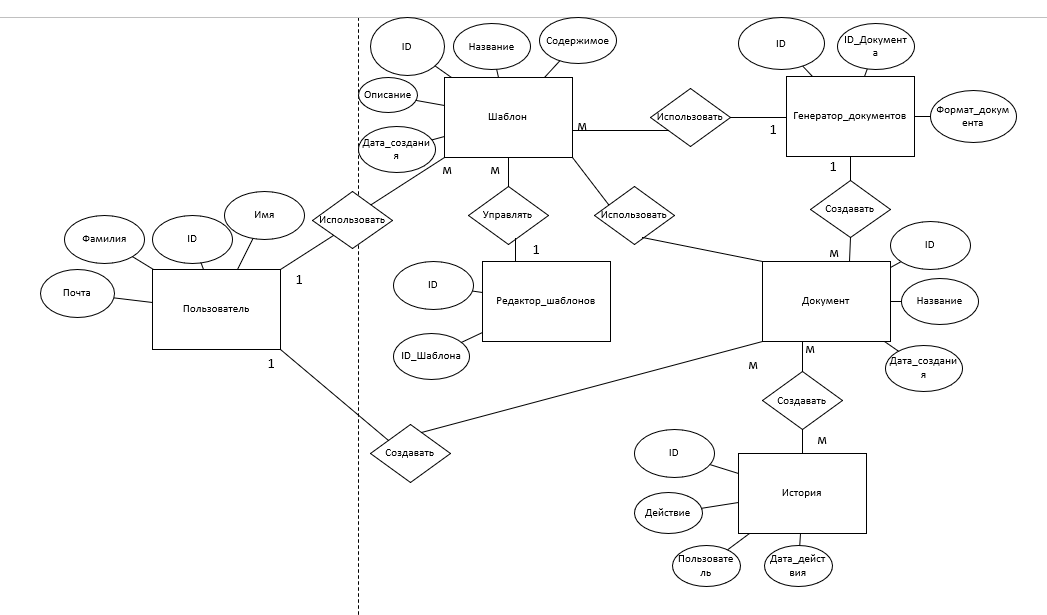 ID
Название
Содержимое
ID
ID_Документ
а
Описание
Шаблон
м
Использовать
1
Генератор_документов
Формат_докум
ента
Дата_создани
я
м
м
1
Использовать
Управлять
Использовать
Создавать
Фамилия
ID
Имя
1
1
м
ID
Почта
Пользователь
ID
Редактор_шаблонов
Документ
Название
ID_Шаблона
1
м
м
Дата_создани
я
Создавать
Создавать
м
ID
Действие
История
Пользовате
ль
Дата_дейст
вия